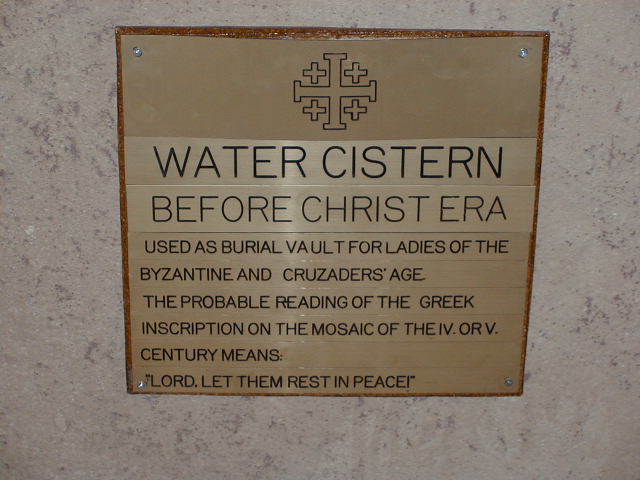 WATER CISTERN
BEFORE CHRIST ERA
USED AS BURIAL VAULT FOR LADIES OF THE
BYZANTINE AND CRUZADERS' AGE.
THE PROBABLE READING OF THE GREEK
INSCRIPTION ON THE MOSAIC OF THE IV. OR V.
CENTURY MEANS:
"LORD, LET THEM REST IN PEACE!"